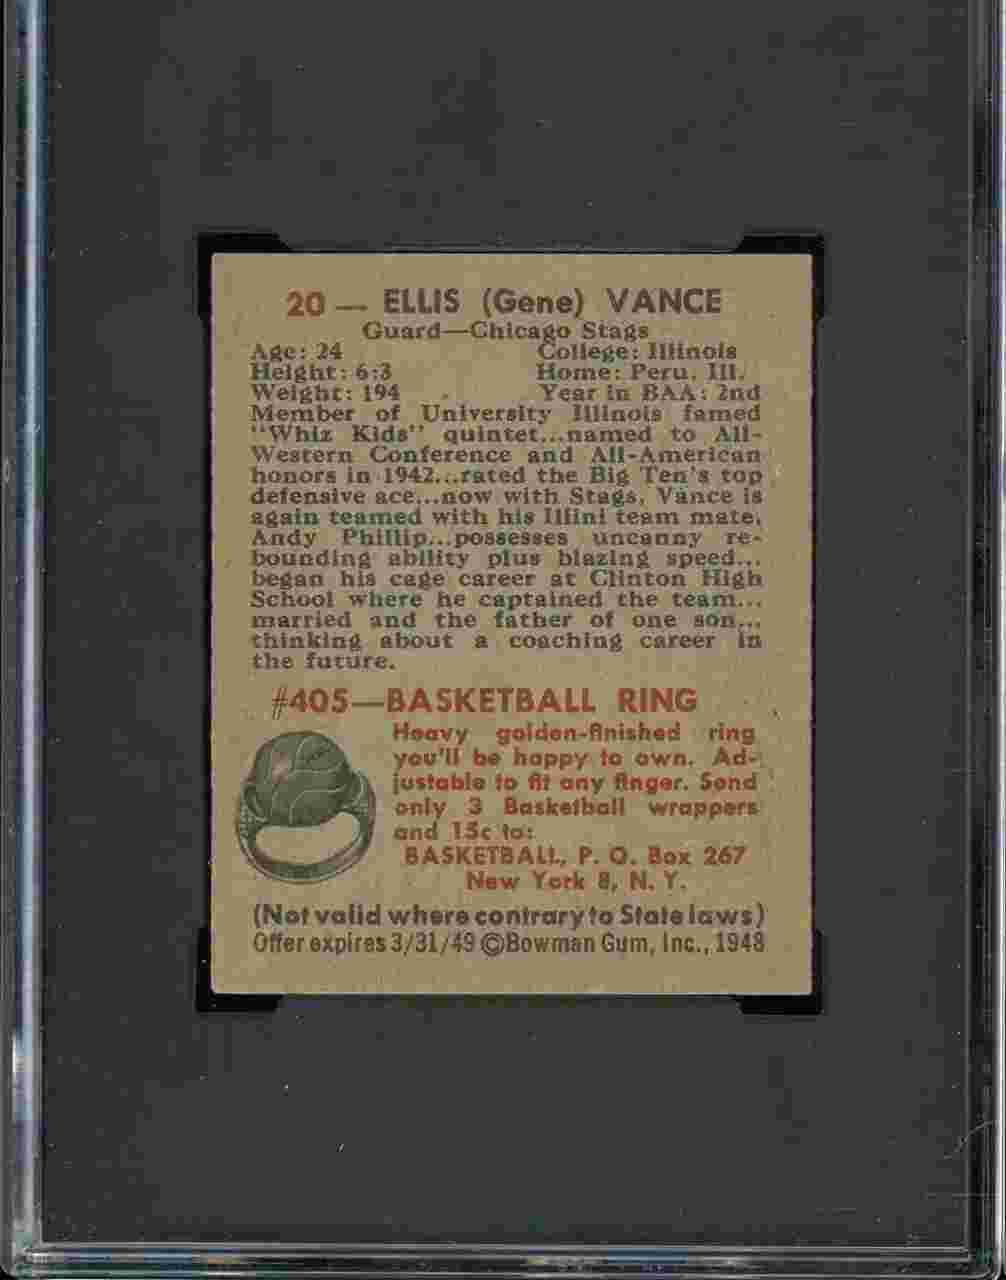 20 — ELLIS (Gene) VANCE
Guard—Chicago Stags
Age: 24 College: Illinois
Height: 6:3 Home: Peru, Ill.
Weight: 194 Year in BAA: 2nd
Member of University Illinois famed
"Whiz Kids" quintet...named to All-
Western Conference and All-American
honors in 1942...rated the Big Ten's top
defensive ace...now with Stags, Vance is
again teamed with his Illini team mate,
Andy Phillip...possesses uncanny re-
bounding ability plus blazing speed...
began his cage career at Clinton High
School where he captained the team...
married and the father of one son...
thinking about a coaching career in
the future.
#405—BASKETBALL RING
Heavy golden-finished ring
you'll be happy to own. Ad-
justable to fit any finger. Send
only 3 Basketball wrappers
and 15c to:
BASKETBALL, P. O. Box 267
New York 8, N. Y.
(Not valid where contrary to State laws)
Offer expires 3/31/49 ©Bowman Gum, Inc., 1948